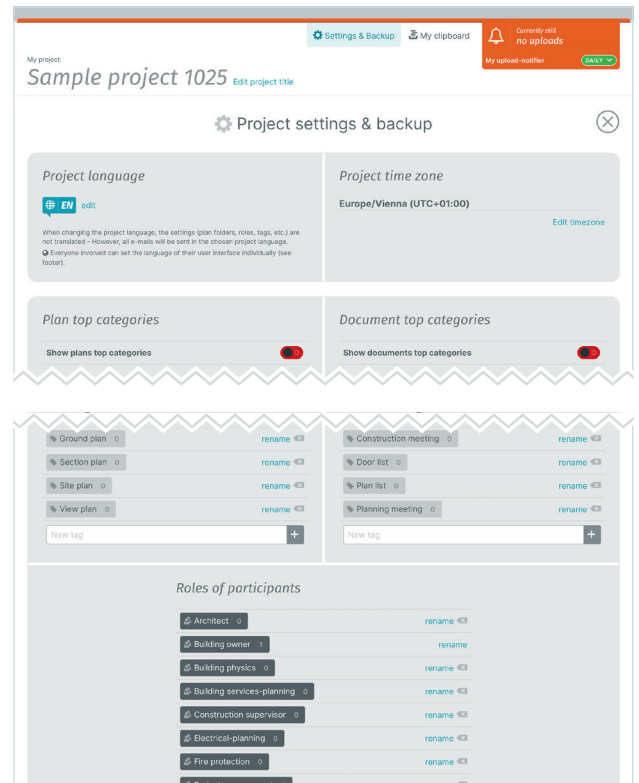 Settings & Backup
My clipboard
Currently still
no uploads
My upload-notifier
DAILY
My project:
Sample project 1025 Edit project title
Project settings & backup
Project language
EN edit
When changing the project language, the settings (plan folders, roles, tags, etc.) are
not translated – However, all e-mails will be sent in the chosen project language.
Everyone involved can set the language of their user interface individually (see
footer).
Project time zone
Europe/Vienna (UTC+01:00)
Edit timezone
Plan top categories
Show plans top categories
Document top categories
Show documents top categories
Ground plan 0 rename
Section plan 0 rename
Site plan 0 rename
View plan 0 rename
New tag +
Construction meeting 0 rename
Door list 0 rename
Plan list 0 rename
Planning meeting 0 rename
New tag +
Roles of participants
Architect 0 rename
Building owner 1 rename
Building physics 0 rename
Building services-planning 0 rename
Construction supervisor 0 rename
Electrical-planning 0 rename
Fire protection 0 rename